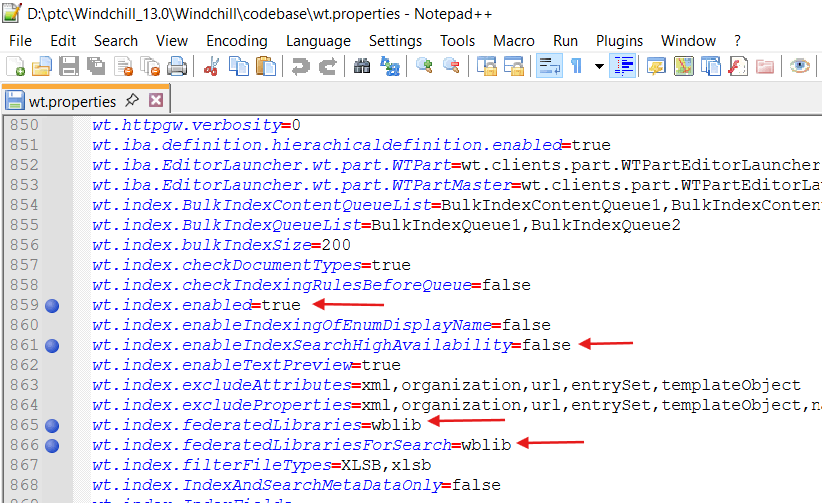 D:\ptc\Windchill_13.0\Windchill\codebase\wt.properties - Notepad++
File Edit Search View Encoding Language Settings Tools Macro Run Plugins Window ?
wt.properties
850 wt.httpgw.verbosity=0
851 wt.iba.definition.hierachicaldefinition.enabled=true
852 wt.iba.EditorLauncher.wt.part.WTPart=wt.clients.part.WTPartEditorLauncher.
853 wt.iba.EditorLauncher.wt.part.WTPartMaster=wt.clients.part.WTPartEditorLa
854 wt.index.BulkIndexContentQueueList=BulkIndexContentQueue1,BulkIndexConten
855 wt.index.BulkIndexQueueList=BulkIndexQueue1,BulkIndexQueue2
856 wt.index.bulkIndexSize=200
857 wt.index.checkDocumentTypes=true
858 wt.index.checkIndexingRulesBeforeQueue=false
859 wt.index.enabled=true
860 wt.index.enableIndexingOfEnumDisplayName=false
861 wt.index.enableIndexSearchHighAvailability=false
862 wt.index.enableTextPreview=true
863 wt.index.excludeAttributes=xml,organization,url,entrySet,templateObject
864 wt.index.excludeProperties=xml,organization,url,entrySet,templateObject,na
865 wt.index.federatedLibraries=wblib
866 wt.index.federatedLibrariesForSearch=wblib
867 wt.index.filterFileTypes=XLSB,xlsb
868 wt.index.IndexAndSearchMetaDataOnly=false
wt.index.IndexFields